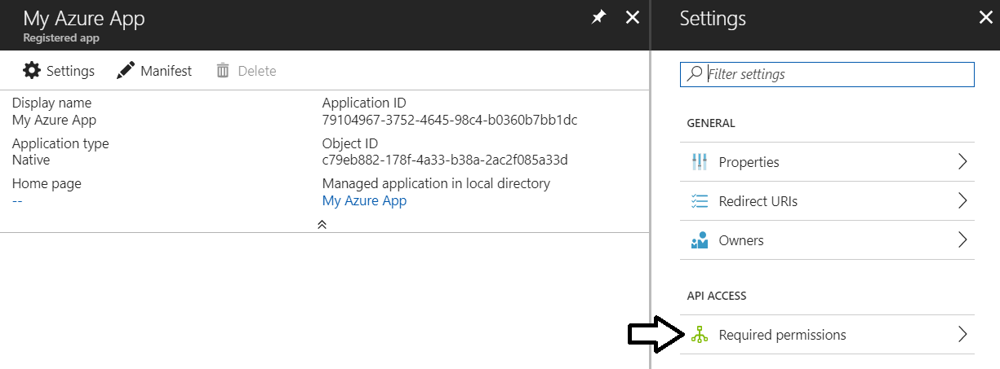 My Azure App
Registered app
Settings
Manifest
Delete
Display name
My Azure App
Application type
Native
Home page
--
Application ID
79104967-3752-4645-98c4-b0360b7bb1dc
Object ID
c79eb882-178f-4a33-b38a-2ac2f085a33d
Managed application in local directory
My Azure App
Settings
Filter settings
GENERAL
Properties
Redirect URIs
Owners
API ACCESS
Required permissions